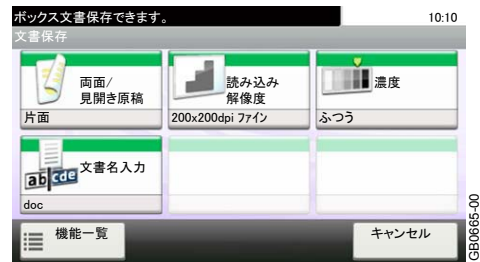 ボックス文書保存できます。
10:10
文書保存
両面/
見開き原稿
片面
読み込み
解像度
200x200dpi ファイン
濃度
ふつう
abcde
文書名入力
doc
機能一覧
キャンセル
GB0665-00